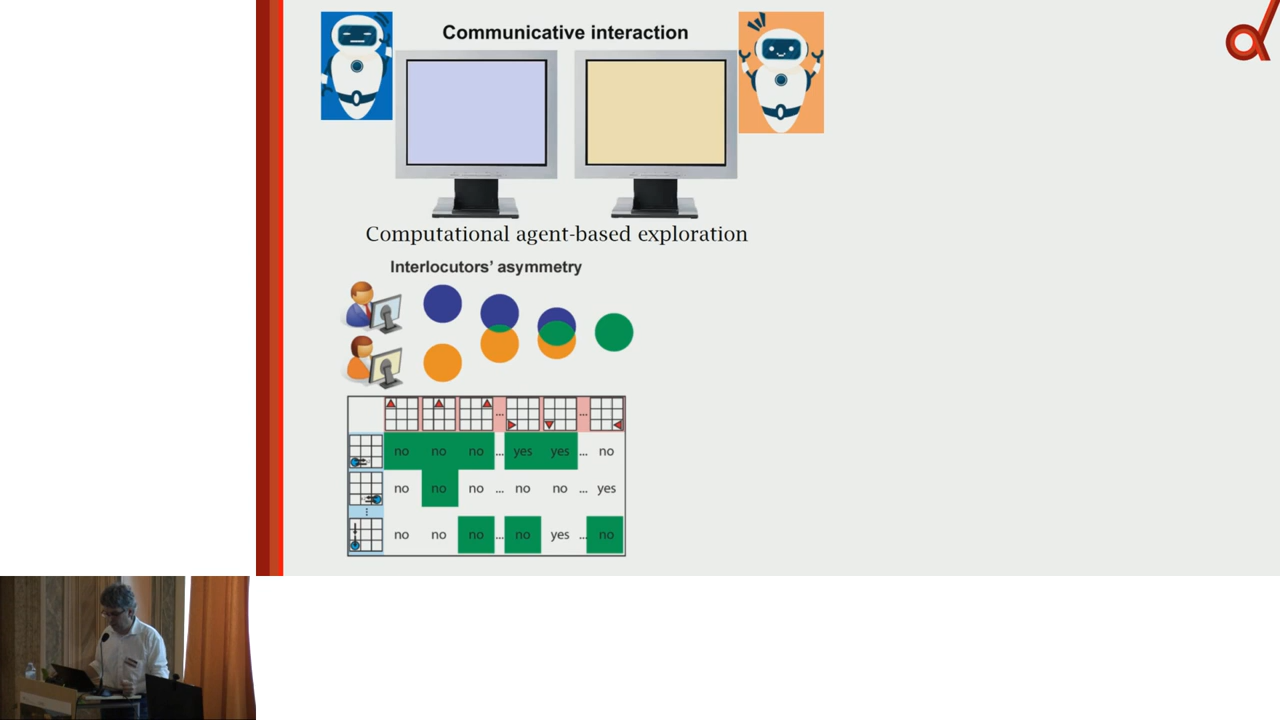 Communicative interaction
Computational agent-based exploration
Interlocutors' asymmetry
... ...
no no no ... yes yes ... no
no no no ... no no ... yes
no no no ... no yes ... no